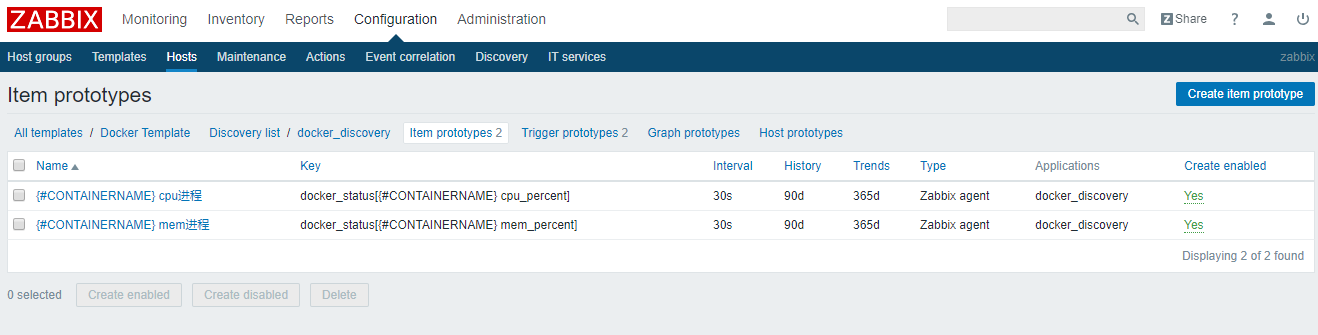 ZABBIX Monitoring Inventory Reports Configuration Administration Z Share ?
Host groups Templates Hosts Maintenance Actions Event correlation Discovery IT services zabbix
Item prototypes Create item prototype
All templates / Docker Template Discovery list / docker_discovery Item prototypes 2 Trigger prototypes 2 Graph prototypes Host prototypes
Name Key Interval History Trends Type Applications Create enabled
{#CONTAINERNAME} cpu进程 docker_status[{#CONTAINERNAME} cpu_percent] 30s 90d 365d Zabbix agent docker_discovery Yes
{#CONTAINERNAME} mem进程 docker_status[{#CONTAINERNAME} mem_percent] 30s 90d 365d Zabbix agent docker_discovery Yes
Displaying 2 of 2 found
0 selected Create enabled Create disabled Delete